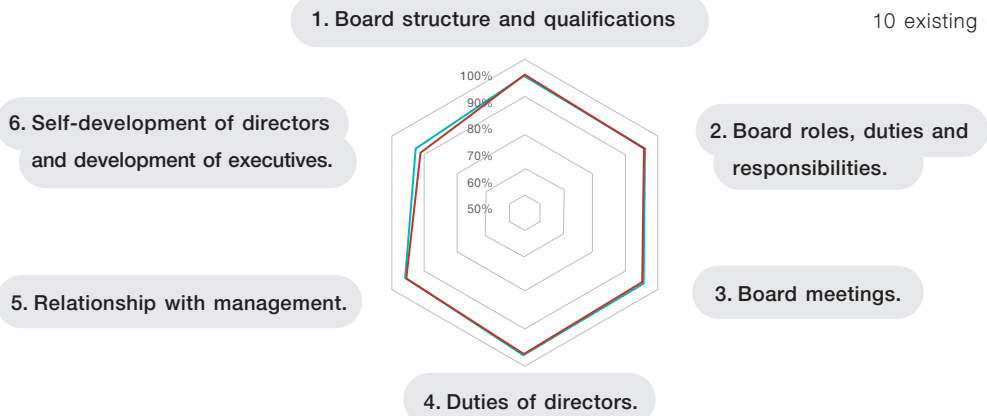 1. Board structure and qualifications
10 existing
100%
90%
80%
70%
60%
50%
6. Self-development of directors
and development of executives.
2. Board roles, duties and
responsibilities.
5. Relationship with management.
3. Board meetings.
4. Duties of directors.